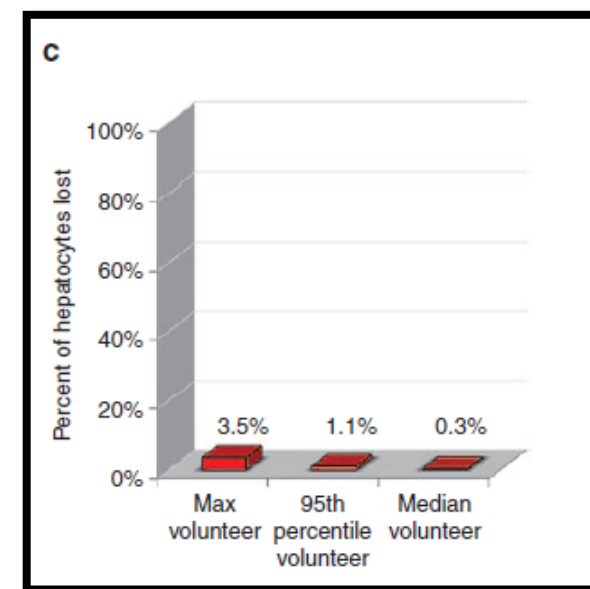 C
Percent of hepatocytes lost
100%
80%
60%
40%
20%
0%
3.5%
1.1%
0.3%
Max
volunteer
95th
percentile
volunteer
Median
volunteer